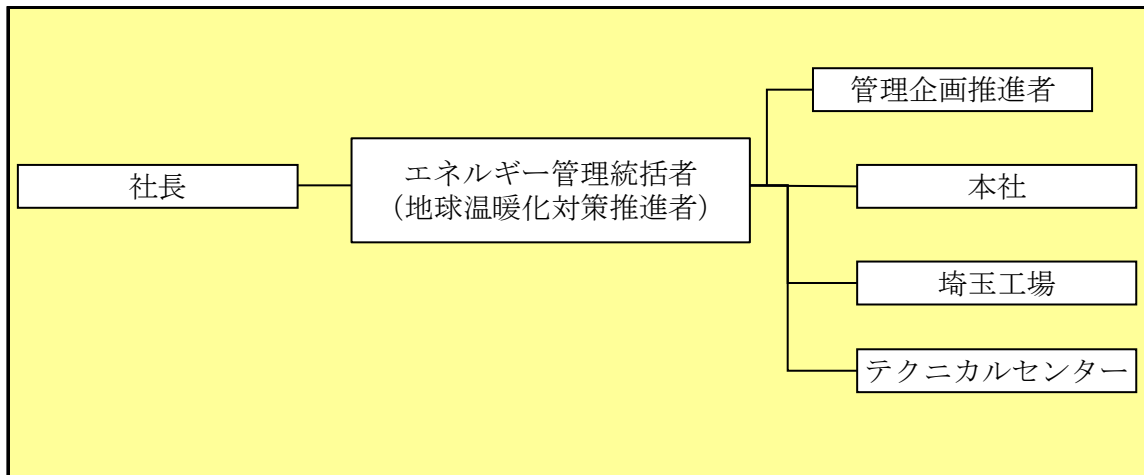 社長
エネルギー管理統括者
（地球温暖化対策推進者）
管理企画推進者
本社
埼玉工場
テクニカルセンター